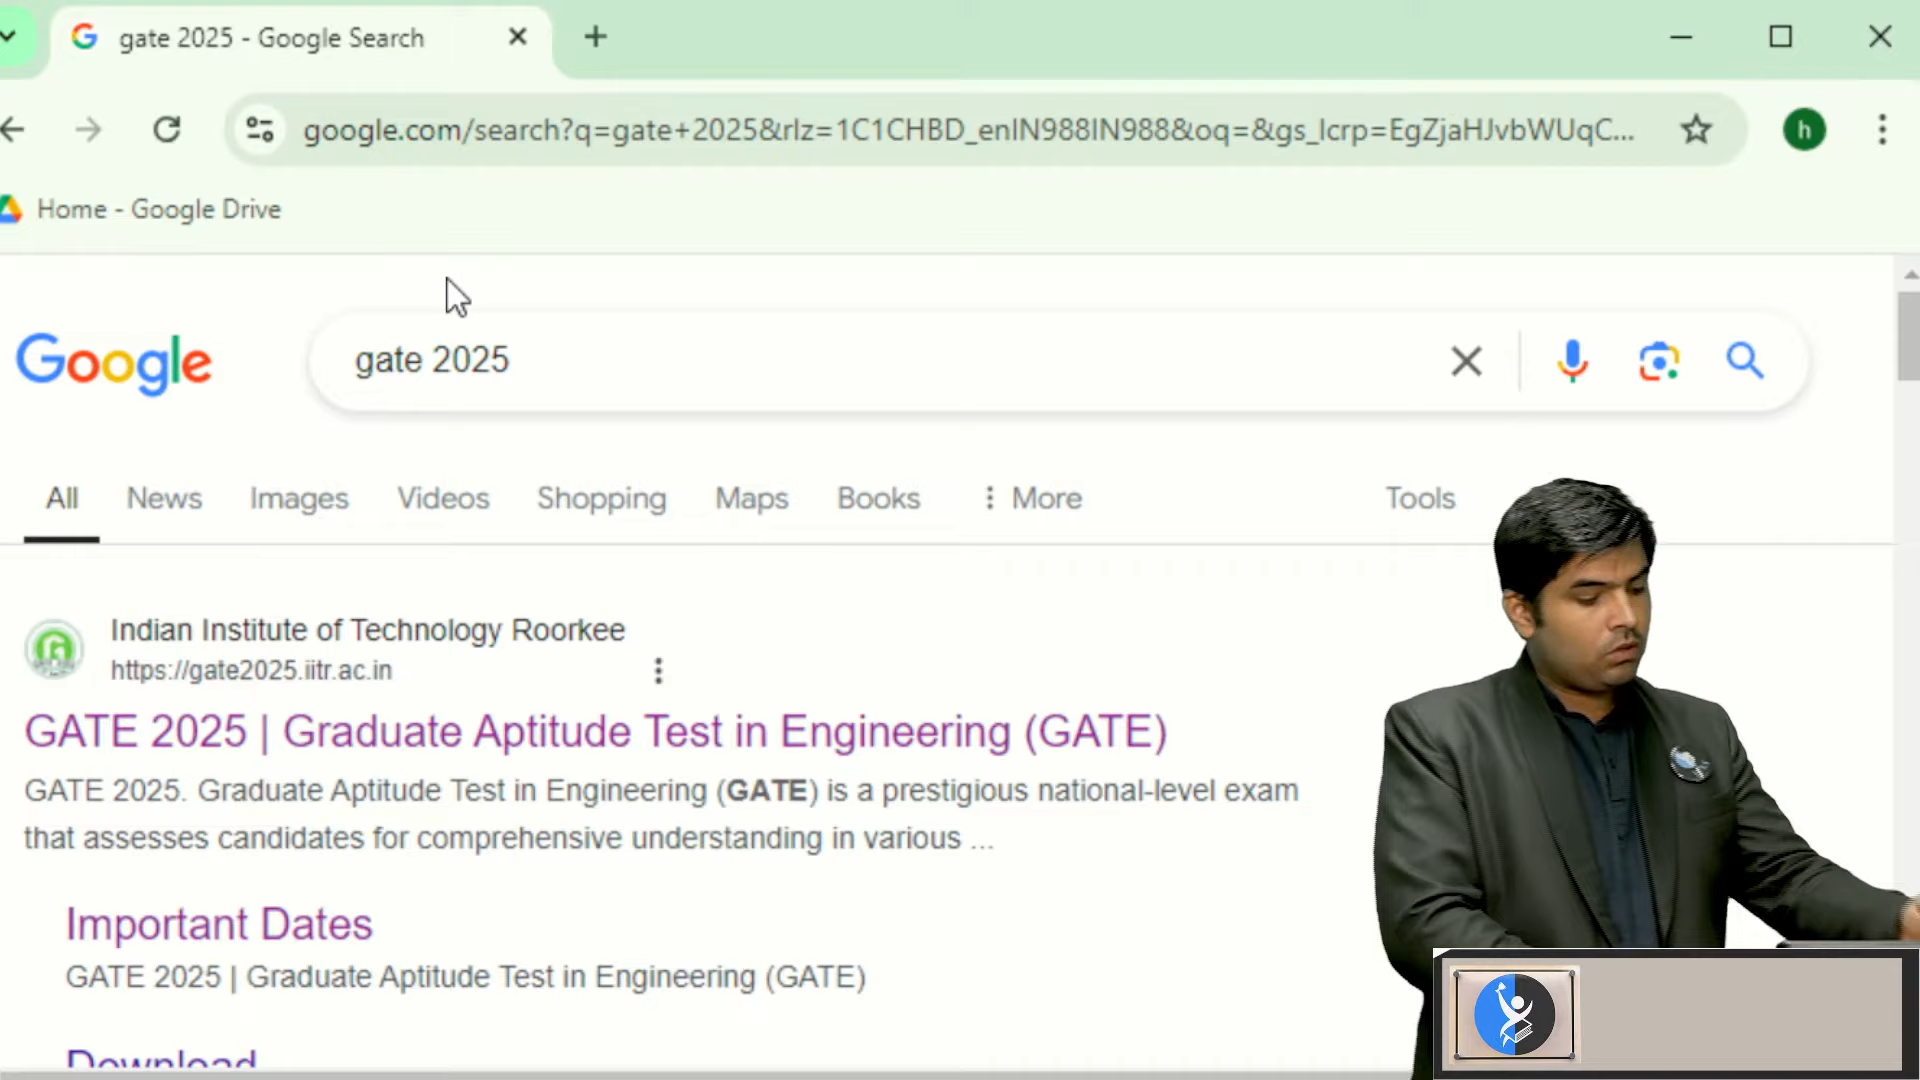 gate 2025 - Google Search
google.com/search?q=gate+2025&rlz=1C1CHBD_enIN988IN988&oq=&gs_lcrp=EgZjaHJvbWUqC...
h
Home - Google Drive
Google
gate 2025
All News Images Videos Shopping Maps Books More Tools
Indian Institute of Technology Roorkee
https://gate2025.iitr.ac.in
GATE 2025 | Graduate Aptitude Test in Engineering (GATE)
GATE 2025. Graduate Aptitude Test in Engineering (GATE) is a prestigious national-level exam
that assesses candidates for comprehensive understanding in various ...
Important Dates
GATE 2025 | Graduate Aptitude Test in Engineering (GATE)
Download